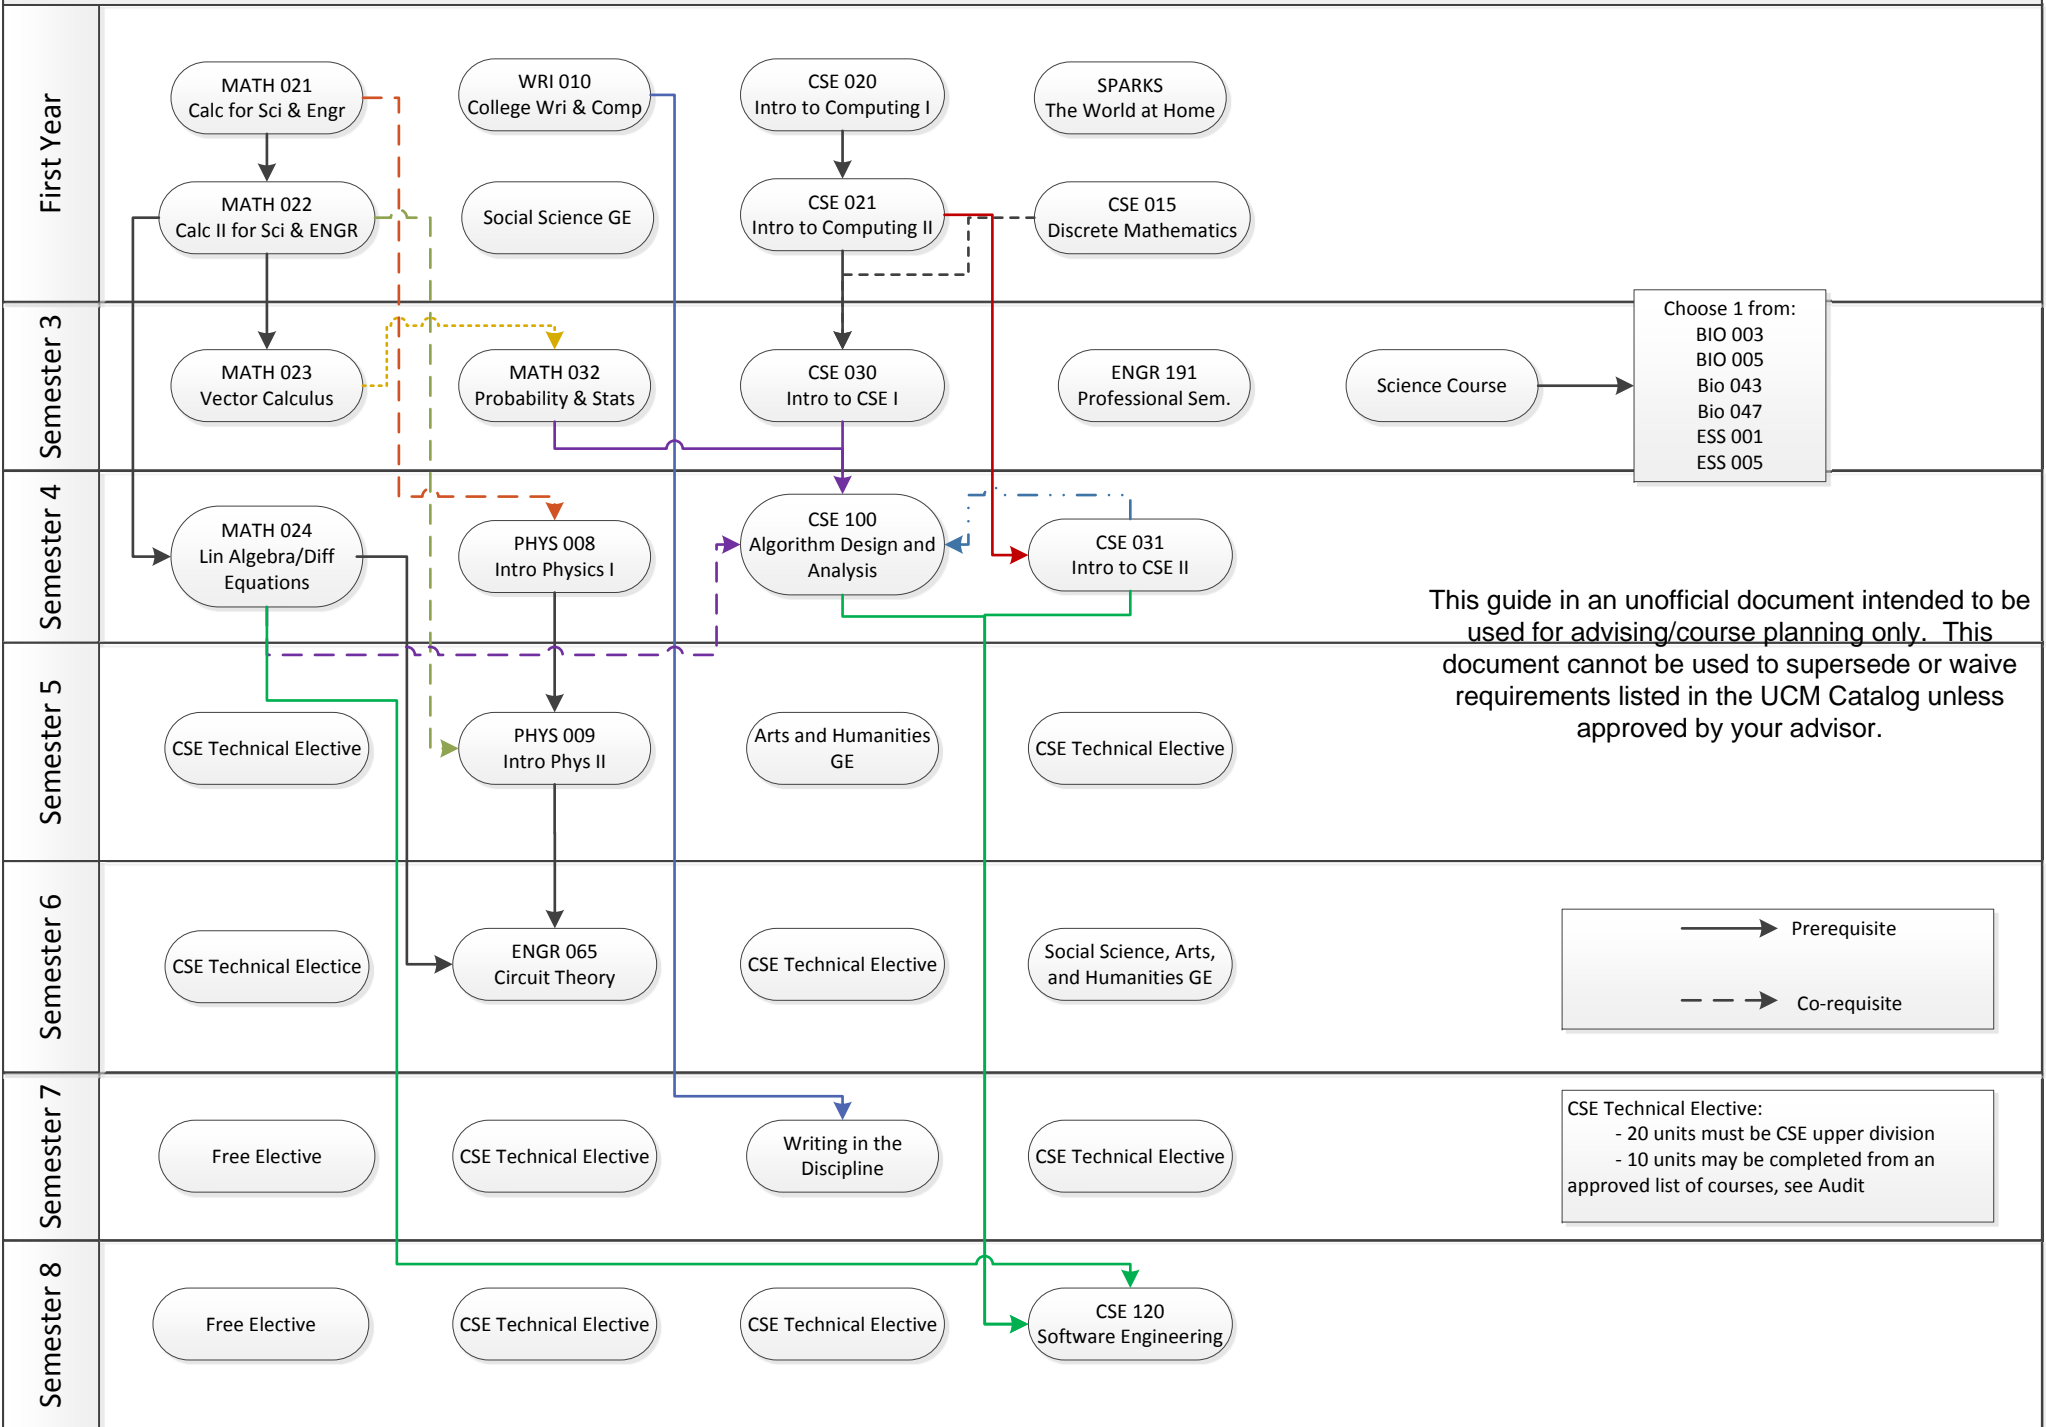 First Year
MATH 021
Calc for Sci & Engr
WRI 010
College Wri & Comp
CSE 020
Intro to Computing I
SPARKS
The World at Home
MATH 022
Calc II for Sci & ENGR
Social Science GE
CSE 021
Intro to Computing II
CSE 015
Discrete Mathematics
Semester 3
MATH 023
Vector Calculus
MATH 032
Probability & Stats
CSE 030
Intro to CSE I
ENGR 191
Professional Sem.
Science Course
Choose 1 from:
BIO 003
BIO 005
Bio 043
Bio 047
ESS 001
ESS 005
Semester 4
MATH 024
Lin Algebra/Diff
Equations
PHYS 008
Intro Physics I
CSE 100
Algorithm Design and
Analysis
CSE 031
Intro to CSE II
This guide in an unofficial document intended to be
used for advising/course planning only. This
document cannot be used to supersede or waive
requirements listed in the UCM Catalog unless
approved by your advisor.
Semester 5
CSE Technical Elective
PHYS 009
Intro Phys II
Arts and Humanities
GE
CSE Technical Elective
Semester 6
CSE Technical Electice
ENGR 065
Circuit Theory
CSE Technical Elective
Social Science, Arts,
and Humanities GE
Prerequisite
Co-requisite
Semester 7
Free Elective
CSE Technical Elective
Writing in the
Discipline
CSE Technical Elective
CSE Technical Elective:
- 20 units must be CSE upper division
- 10 units may be completed from an
approved list of courses, see Audit
Semester 8
Free Elective
CSE Technical Elective
CSE Technical Elective
CSE 120
Software Engineering